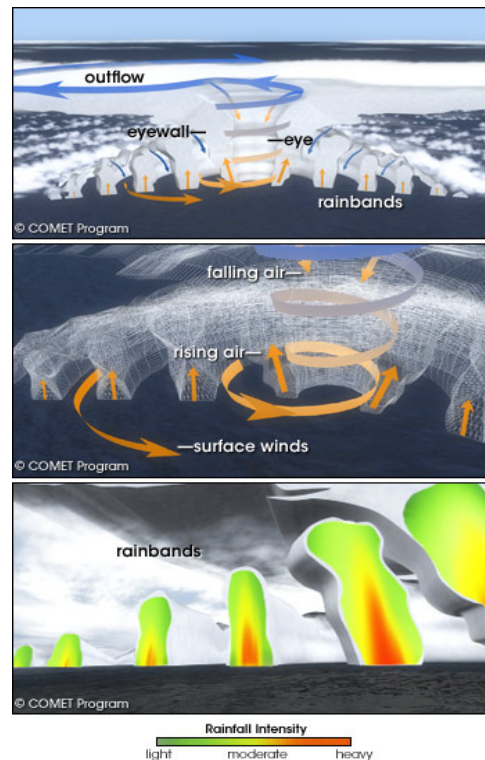 outflow
eyewall
eye
rainbands
© COMET Program
falling air
rising air
surface winds
© COMET Program
rainbands
© COMET Program
Rainfall Intensity
light moderate heavy